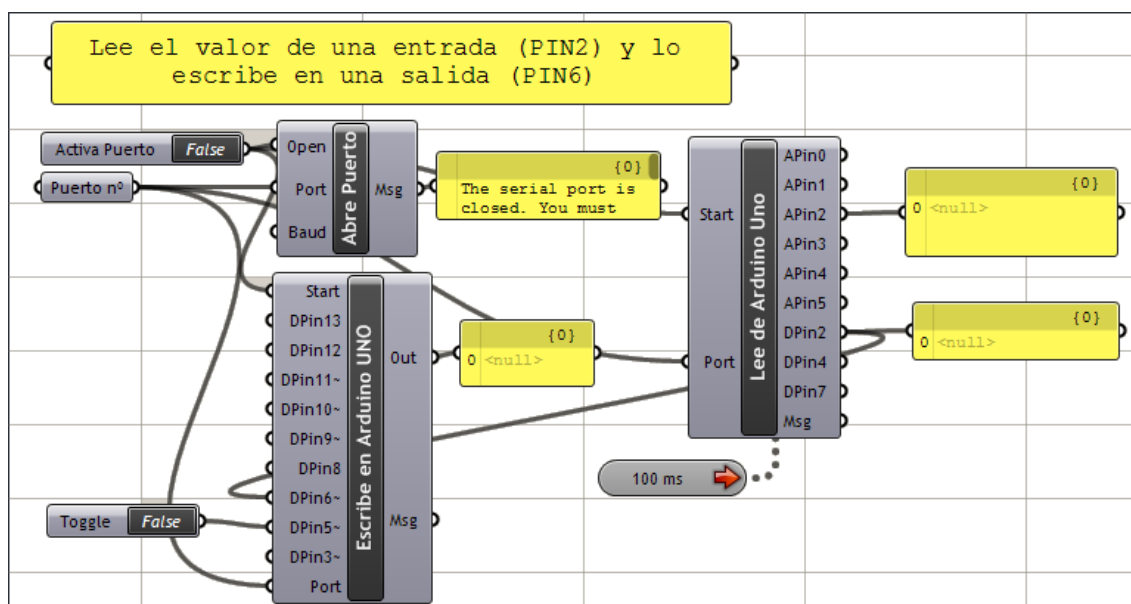 Lee el valor de una entrada (PIN2) y lo
escribe en una salida (PIN6)
Activa Puerto False
Puerto nº
Open
Port
Baud
Abre Puerto
Msg
{0}
The serial port is
closed. You must
Start
Port
Lee de Arduino Uno
APin0
APin1
APin2
APin3
APin4
APin5
DPin2
DPin4
DPin7
Msg
{0}
0 <null>
{0}
0 <null>
Start
DPin13
DPin12
DPin11~
DPin10~
DPin9~
DPin8
DPin6~
DPin5~
DPin3~
Port
Escribe en Arduino UNO
Out
Msg
{0}
0 <null>
100 ms
Toggle False